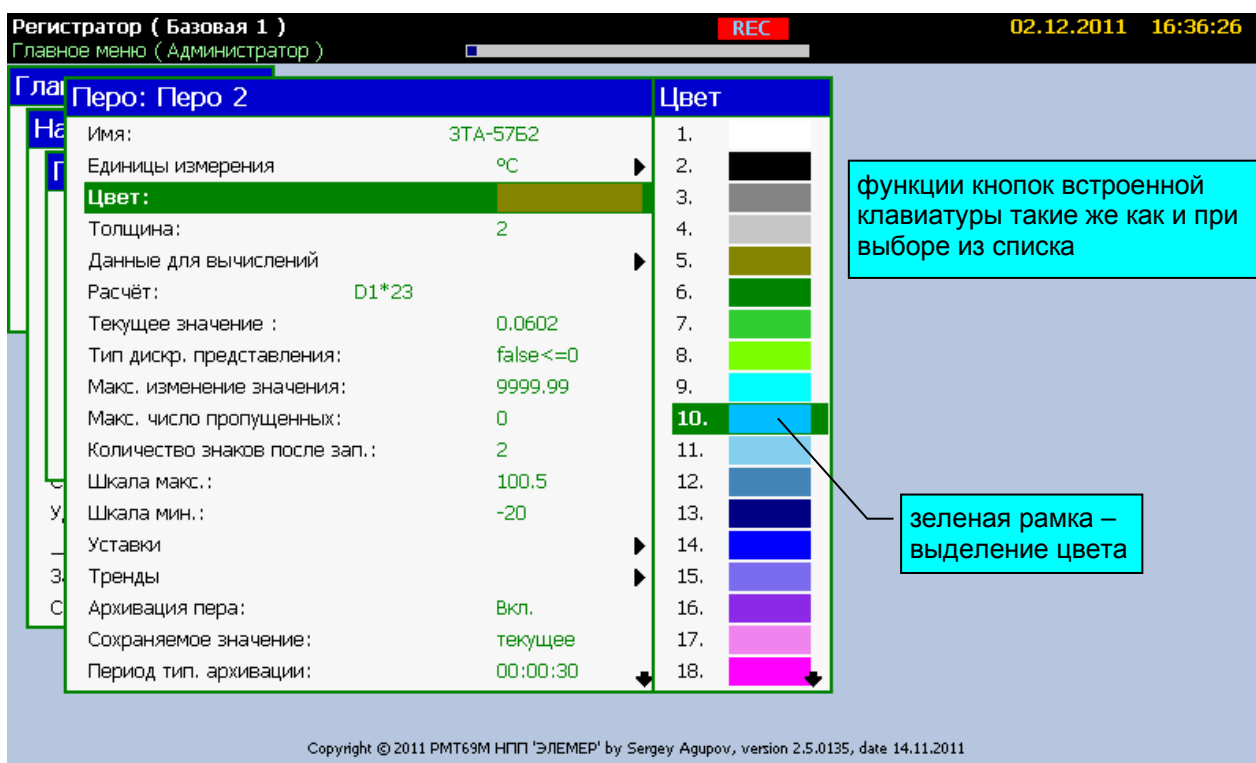 Регистратор ( Базовая 1 )
REC
02.12.2011 16:36:26
Главное меню ( Администратор )
Перо: Перо 2
Имя: ЗТА-57Б2
Единицы измерения °C
Цвет:
Толщина: 2
Данные для вычислений
Расчёт: D1*23
Текущее значение : 0.0602
Тип дискр. представления: false<=0
Макс. изменение значения: 9999.99
Макс. число пропущенных: 0
Количество знаков после зап.: 2
Шкала макс.: 100.5
Шкала мин.: -20
Уставки
Тренды
Архивация пера: Вкл.
Сохраняемое значение: текущее
Период тип. архивации: 00:00:30
Цвет
1.
2.
3.
4.
5.
6.
7.
8.
9.
10.
11.
12.
13.
14.
15.
16.
17.
18.
функции кнопок встроенной
клавиатуры такие же как и при
выборе из списка
зеленая рамка –
выделение цвета
Copyright © 2011 РМТ69М НПП 'ЭЛЕМЕР' by Sergey Agupov, version 2.5.0135, date 14.11.2011